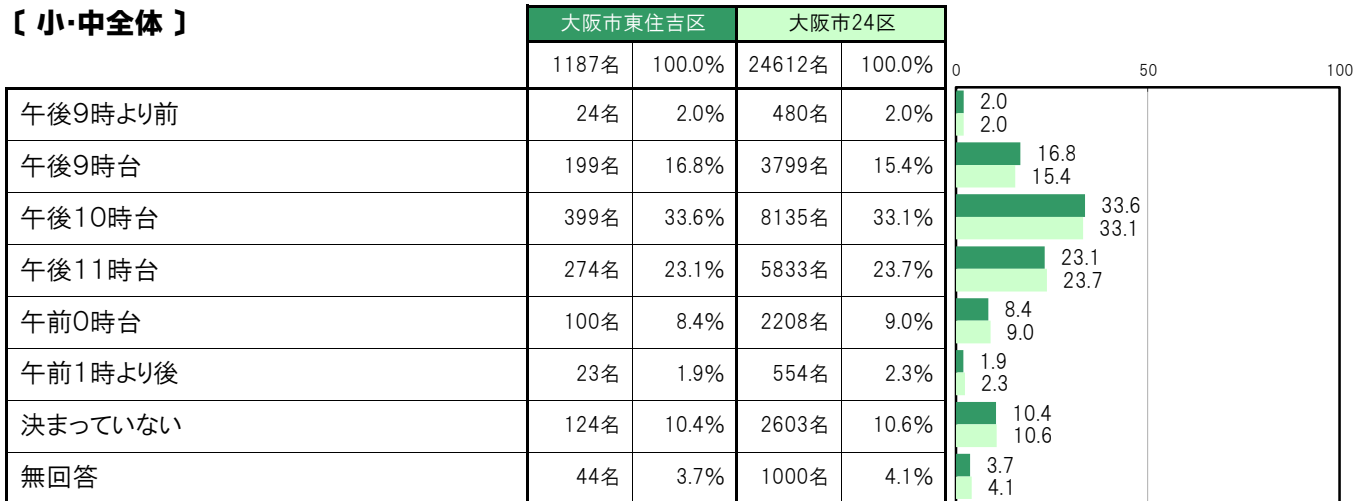 〔 小・中全体 〕
大阪市東住吉区 大阪市24区
1187名 100.0% 24612名 100.0%
0 50 100
午後9時より前 24名 2.0% 480名 2.0% 2.0
2.0
午後9時台 199名 16.8% 3799名 15.4% 16.8
15.4
午後10時台 399名 33.6% 8135名 33.1% 33.6
33.1
午後11時台 274名 23.1% 5833名 23.7% 23.1
23.7
午前0時台 100名 8.4% 2208名 9.0% 8.4
9.0
午前1時より後 23名 1.9% 554名 2.3% 1.9
2.3
決まっていない 124名 10.4% 2603名 10.6% 10.4
10.6
無回答 44名 3.7% 1000名 4.1% 3.7
4.1